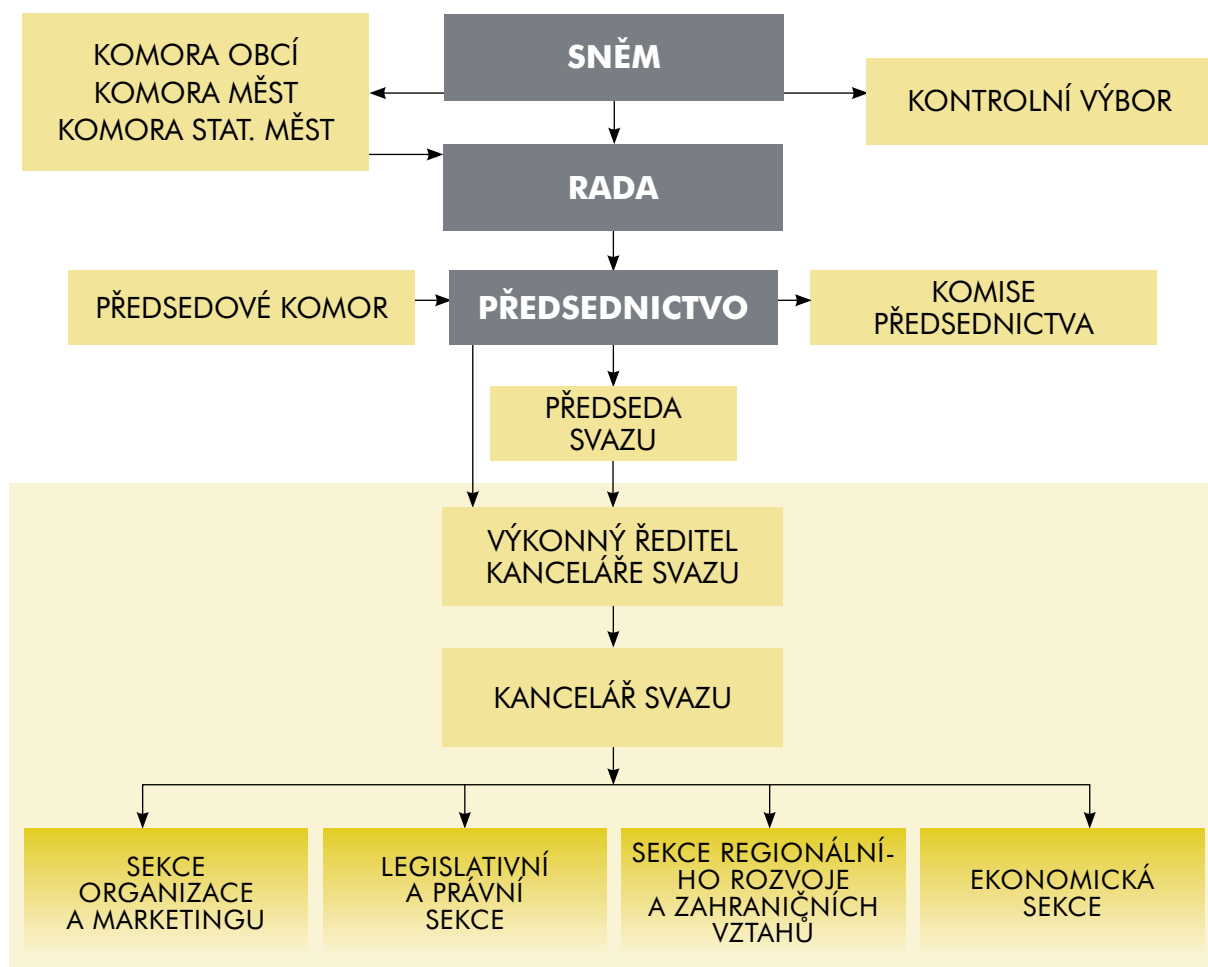 KOMORA OBCÍ
KOMORA MĚST
KOMORA STAT. MĚST
SNĚM
KONTROLNÍ VÝBOR
RADA
PŘEDSEDOVÉ KOMOR
PŘEDSEDNICTVO
KOMISE
PŘEDSEDNICTVA
PŘEDSEDA
SVAZU
VÝKONNÝ ŘEDITEL
KANCELÁŘE SVAZU
KANCELÁŘ SVAZU
SEKCE
ORGANIZACE
A MARKETINGU
LEGISLATIVNÍ
A PRÁVNÍ
SEKCE
SEKCE REGIONÁLNÍ-
HO ROZVOJE
A ZAHRANIČNÍCH
VZTAHŮ
EKONOMICKÁ
SEKCE